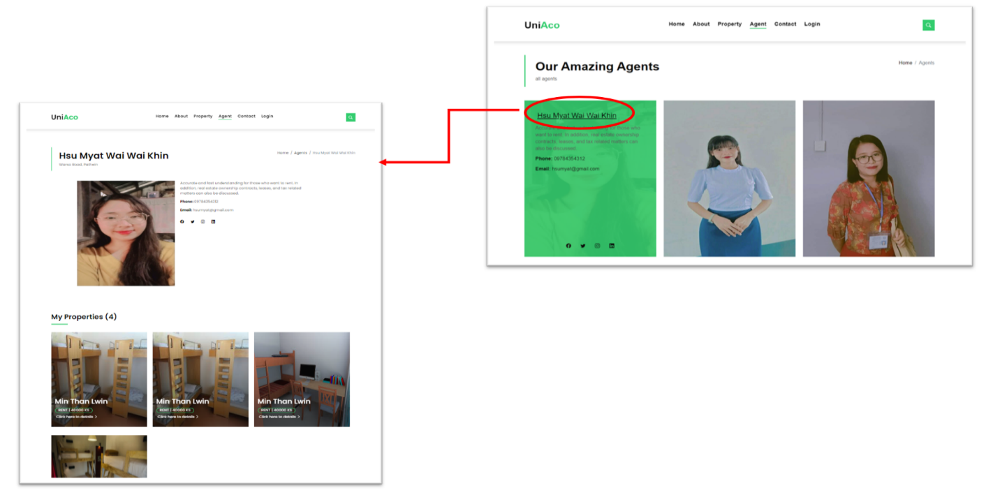 UniAco
Home About Property Agent Contact Login
Our Amazing Agents
all agents
Home / Agents
Hsu Myat Wai Wai Khin
Accurate and fast understanding for those who
want to rent. In addition, real estate ownership
contracts, leases, and tax related matters can
also be discussed.
Phone: 09784354312
Email: hsumyat@gmail.com
UniAco
Home About Property Agent Contact Login
Hsu Myat Wai Wai Khin
Home / Agents / Hsu Myat Wai Wai Khin
Accurate and fast understanding for those who want to rent. In
addition, real estate ownership contracts, leases, and tax related
matters can also be discussed.
Phone: 09784354312
Email: hsumyat@gmail.com
My Properties (4)
Min Than Lwin
RENT | 40000 KS
Click here to details >
Min Than Lwin
RENT | 40000 KS
Click here to details >
Min Than Lwin
RENT | 40000 KS
Click here to details >